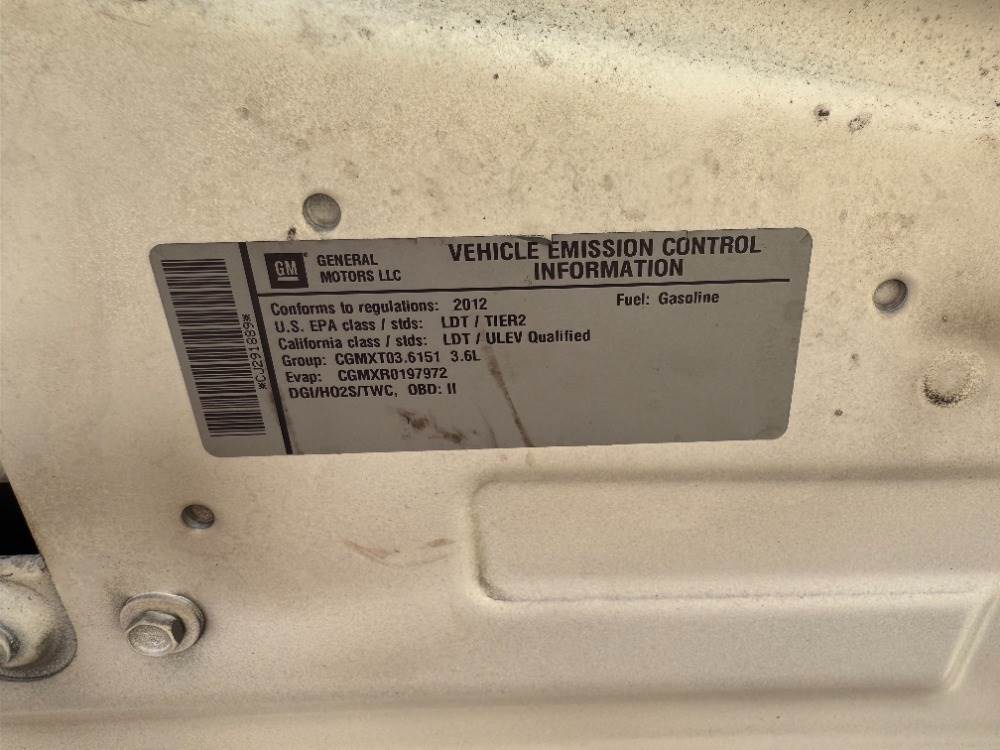 GM GENERAL MOTORS LLC
VEHICLE EMISSION CONTROL
INFORMATION
Conforms to regulations: 2012
Fuel: Gasoline
U.S. EPA class / stds: LDT / TIER2
California class / stds: LDT / ULEV Qualified
Group: CGMXT03.6151 3.6L
Evap: CGMXR0197972
DGI/HO2S/TWC, OBD: II
*CJ291889*